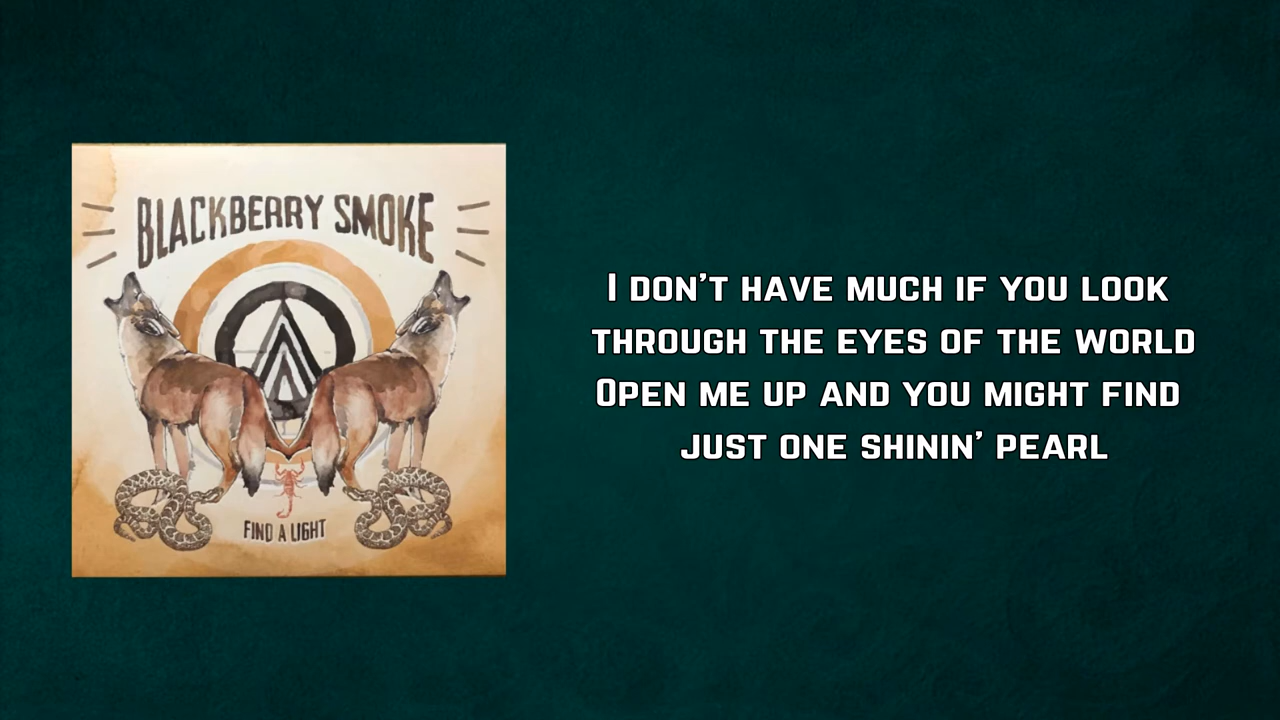 BLACKBERRY SMOKE
FIND A LIGHT
I DON'T HAVE MUCH IF YOU LOOK
THROUGH THE EYES OF THE WORLD
OPEN ME UP AND YOU MIGHT FIND
JUST ONE SHININ' PEARL